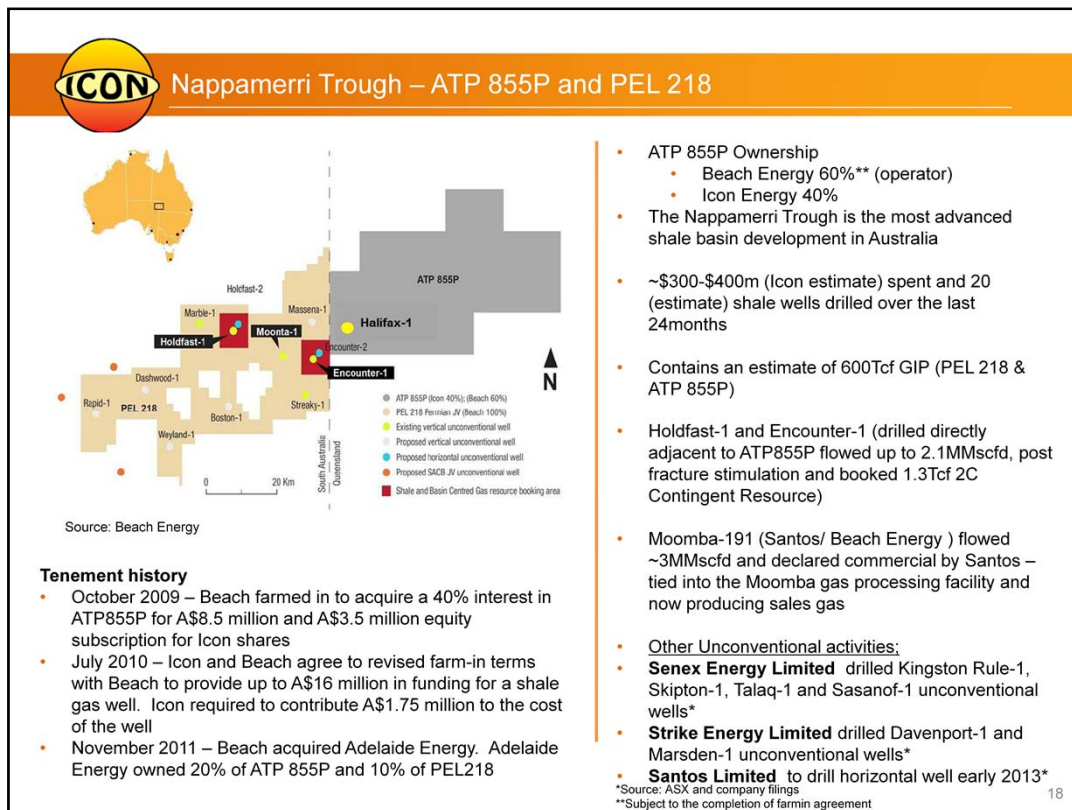 ICON
Nappamerri Trough – ATP 855P and PEL 218
ATP 855P
Holdfast-2
Marble-1
Massena-1
Halifax-1
Holdfast-1
Moonta-1
Encounter-2
Encounter-1
Dashwood-1
Rapid-1
PEL 218
Boston-1
Streaky-1
Weyland-1
N
0 20 Km
South Australia
Queensland
ATP 855P (Icon 40%); (Beach 60%)
PEL 218 Permian JV (Beach 100%)
Existing vertical unconventional well
Proposed vertical unconventional well
Proposed horizontal unconventional well
Proposed SACB JV unconventional well
Shale and Basin Centred Gas resource booking area
Source: Beach Energy
Tenement history
• October 2009 – Beach farmed in to acquire a 40% interest in
ATP855P for A$8.5 million and A$3.5 million equity
subscription for Icon shares
• July 2010 – Icon and Beach agree to revised farm-in terms
with Beach to provide up to A$16 million in funding for a shale
gas well. Icon required to contribute A$1.75 million to the cost
of the well
• November 2011 – Beach acquired Adelaide Energy. Adelaide
Energy owned 20% of ATP 855P and 10% of PEL218
• ATP 855P Ownership
• Beach Energy 60%** (operator)
• Icon Energy 40%
• The Nappamerri Trough is the most advanced
shale basin development in Australia
• ~$300-$400m (Icon estimate) spent and 20
(estimate) shale wells drilled over the last
24months
• Contains an estimate of 600Tcf GIP (PEL 218 &
ATP 855P)
• Holdfast-1 and Encounter-1 (drilled directly
adjacent to ATP855P flowed up to 2.1MMscfd, post
fracture stimulation and booked 1.3Tcf 2C
Contingent Resource)
• Moomba-191 (Santos/ Beach Energy ) flowed
~3MMscfd and declared commercial by Santos –
tied into the Moomba gas processing facility and
now producing sales gas
• Other Unconventional activities;
• Senex Energy Limited drilled Kingston Rule-1,
Skipton-1, Talaq-1 and Sasanof-1 unconventional
wells*
• Strike Energy Limited drilled Davenport-1 and
Marsden-1 unconventional wells*
• Santos Limited to drill horizontal well early 2013*
*Source: ASX and company filings
**Subject to the completion of farmin agreement
18